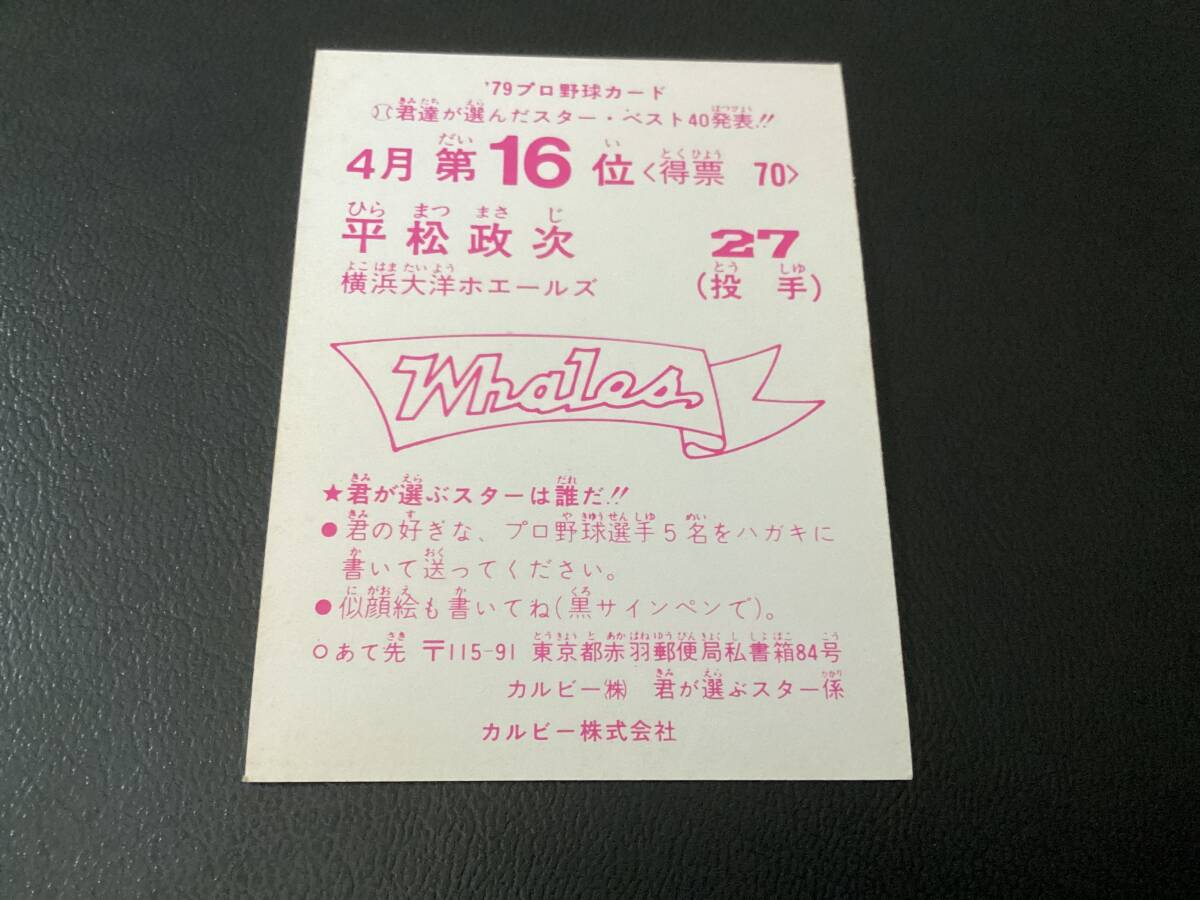 '79プロ野球カード
君達が選んだスター・ベスト40発表!!
4月 第16位〈得票 70〉
平松政次 27
横浜大洋ホエールズ (投手)
Whales
★君が選ぶスターは誰だ!!
●君の好きな、プロ野球選手5名をハガキに
書いて送ってください。
●似顔絵も書いてね(黒サインペンで)。
○あて先 〒115-91 東京都赤羽郵便局私書箱84号
カルビー㈱ 君が選ぶスター係
カルビー株式会社